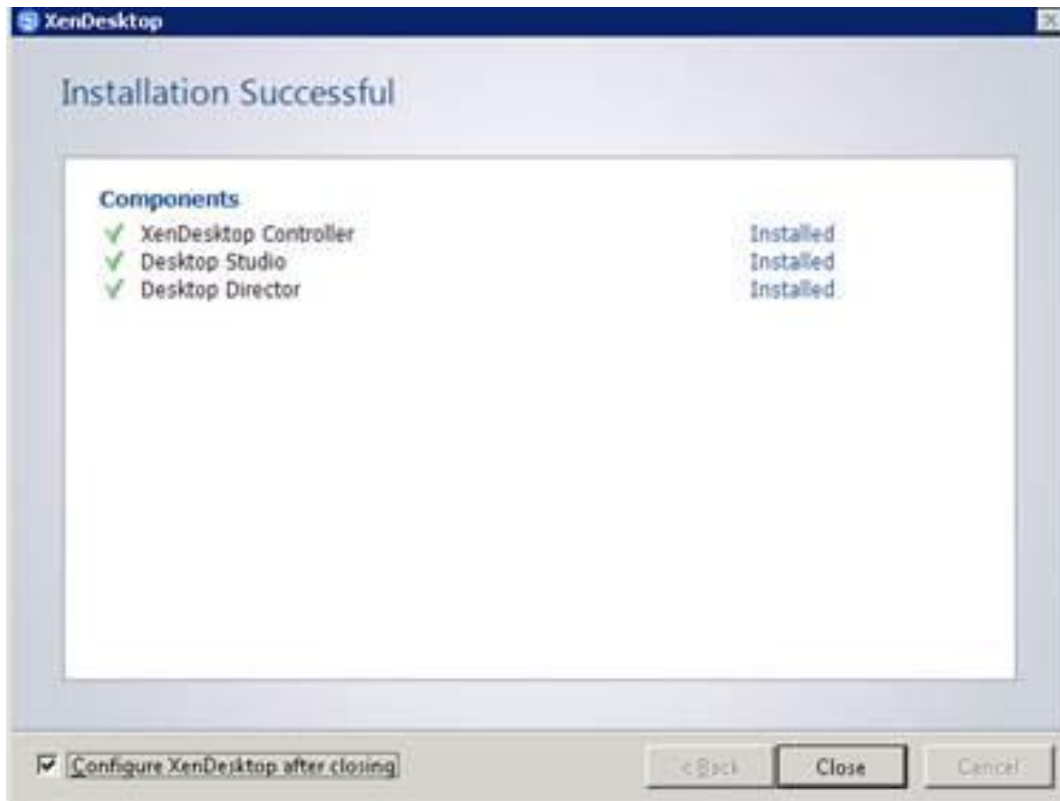 XenDesktop
Installation Successful
Components
XenDesktop Controller Installed
Desktop Studio Installed
Desktop Director Installed
Configure XenDesktop after closing
< Back Close Cancel